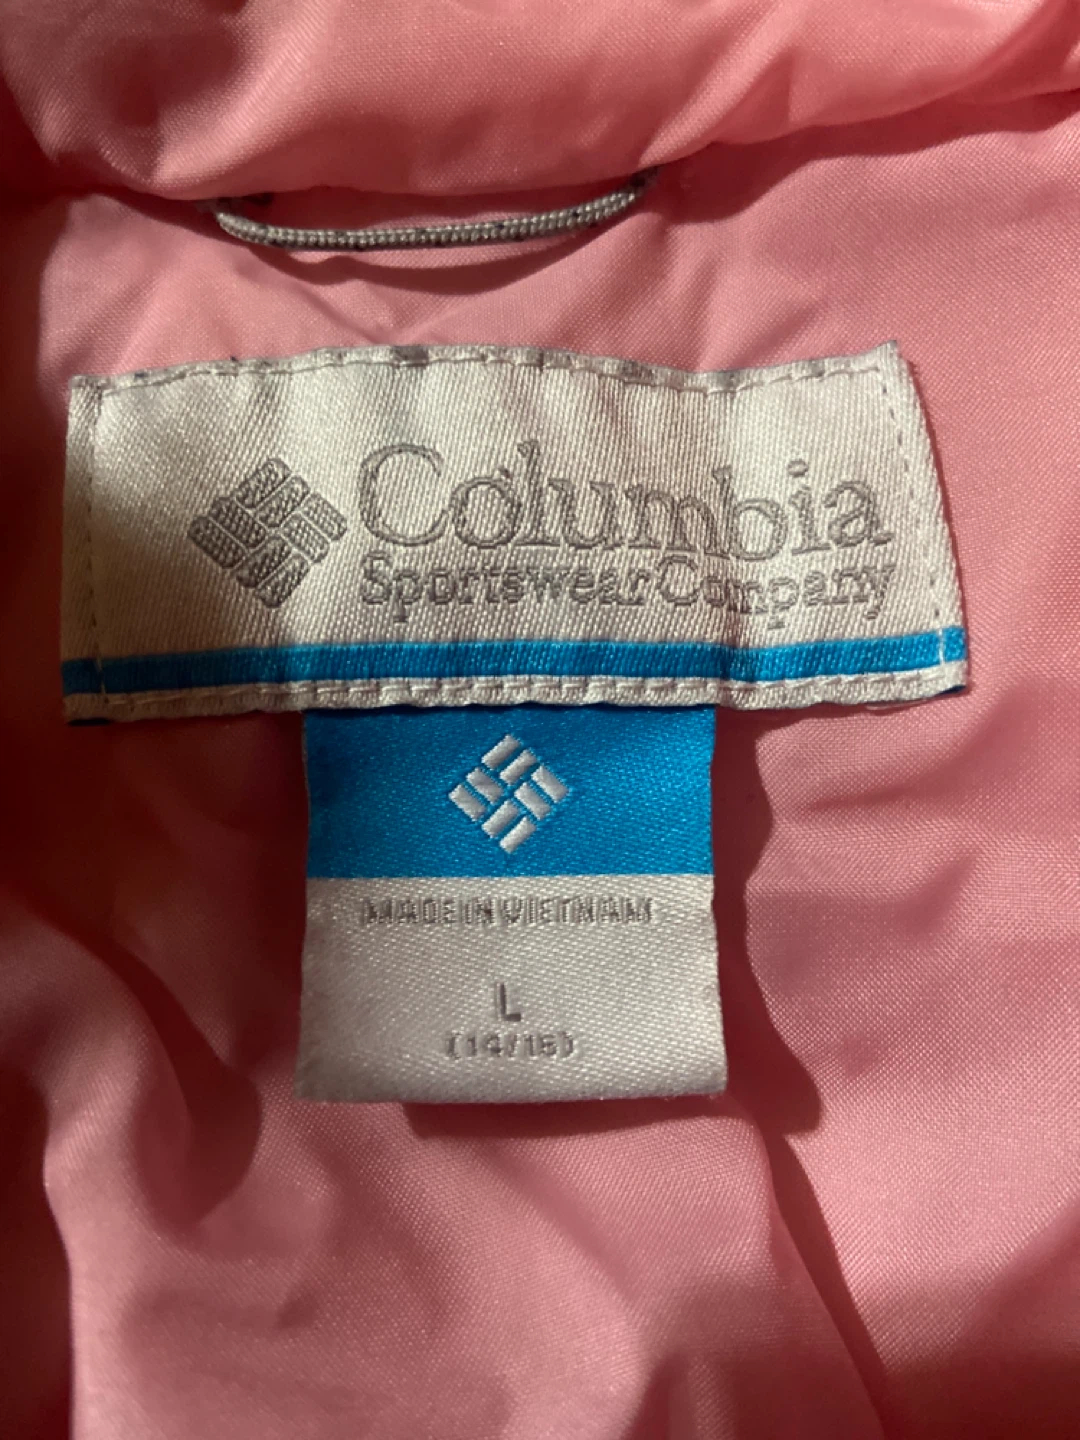 Columbia
Sportswear Company
MADE IN VIETNAM
L
(14/16)